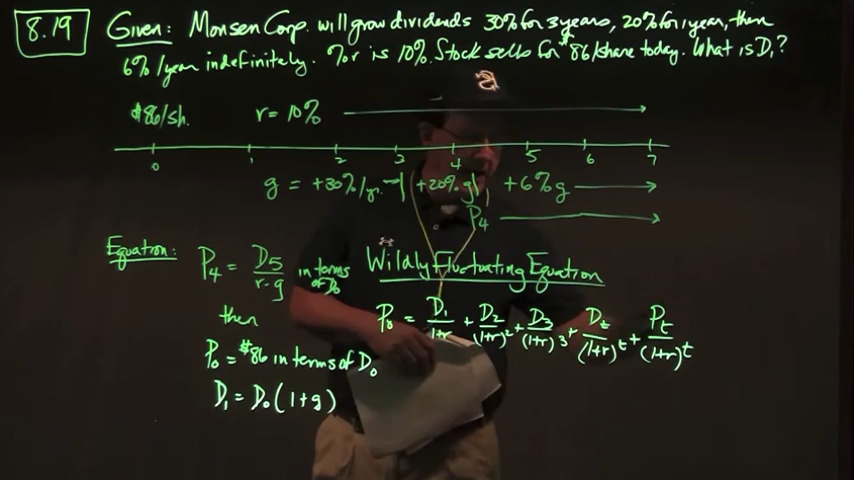 8.19 Given: Monsen Corp. will grow dividends 30% for 3 years, 20% for 1 year, then
6%/year indefinitely. % r is 10%. Stock sells for $86/share today. What is D₁?
$86/sh. r = 10%
0 1 2 3 4 5 6 7
g = +30%/yr. +20% g +6% g
P₄
Equation: P₄ = D₅/r-g in terms of D₀
Wildly Fluctuating Equation
then
P₀ = D₁/1+r + D₂/(1+r)² + D₃/(1+r)³ + Dt/(1+r)^t + Pt/(1+r)^t
P₀ = $86 in terms of D₀
D₁ = D₀(1+g)